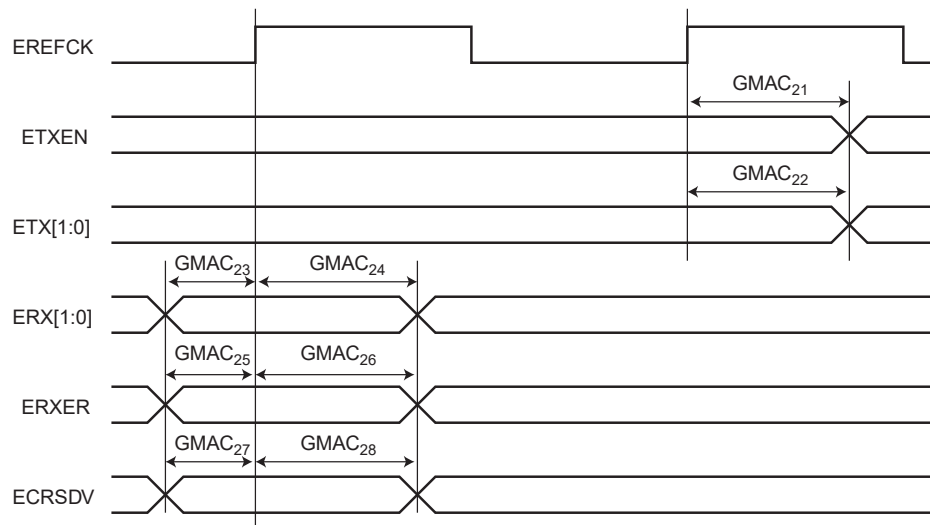 EREFCK
GMAC21
ETXEN
GMAC22
ETX[1:0]
GMAC23 GMAC24
ERX[1:0]
GMAC25 GMAC26
ERXER
GMAC27 GMAC28
ECRSDV